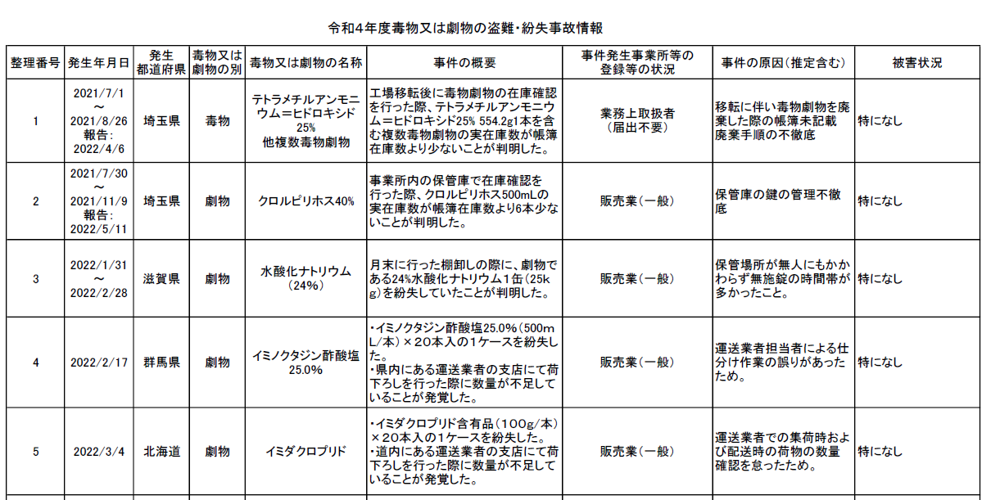 令和４年度毒物又は劇物の盗難・紛失事故情報
整理番号
発生年月日
発生
都道府県
毒物又は
劇物の別
毒物又は劇物の名称
事件の概要
事件発生事業所等の
登録等の状況
事件の原因（推定含む）
被害状況
1
2021/7/1
～
2021/8/26
報告：
2022/4/6
埼玉県
毒物
テトラメチルアンモニ
ウム＝ヒドロキシド
25%
他複数毒物劇物
工場移転後に毒物劇物の在庫確認
を行った際、テトラメチルアンモニウ
ム＝ヒドロキシド25% 554.2g1本を含
む複数毒物劇物の実在庫数が帳簿
在庫数より少ないことが判明した。
業務上取扱者
（届出不要）
移転に伴い毒物劇物を廃
棄した際の帳簿未記載
廃棄手順の不徹底
特になし
2
2021/7/30
～
2021/11/9
報告：
2022/5/11
埼玉県
劇物
クロルピリホス40%
事業所内の保管庫で在庫確認を
行った際、クロルピリホス500mLの
実在庫数が帳簿在庫数より6本少な
いことが判明した。
販売業（一般）
保管庫の鍵の管理不徹
底
特になし
3
2022/1/31
～
2022/2/28
滋賀県
劇物
水酸化ナトリウム
（24％）
月末に行った棚卸しの際に、劇物で
ある24%水酸化ナトリウム１缶（25k
g）を紛失していたことが判明した。
販売業（一般）
保管場所が無人にもかか
わらず無施錠の時間帯が
多かったこと。
特になし
4
2022/2/17
群馬県
劇物
イミノクタジン酢酸塩
25.0％
・イミノクタジン酢酸塩25.0％（500m
L/本）×２０本入の１ケースを紛失し
た。
・県内にある運送業者の支店にて荷
下ろしを行った際に数量が不足して
いることが発覚した。
販売業（一般）
運送業者担当者による仕
分け作業の誤りがあった
ため。
特になし
5
2022/3/4
北海道
劇物
イミダクロプリド
・イミダクロプリド含有品（１００g/本）
×２０本入の１ケースを紛失した。
・道内にある運送業者の支店にて荷
下ろしを行った際に数量が不足して
いることが発覚した。
販売業（一般）
運送業者での集荷時およ
び配送時の荷物の数量
確認を怠ったため。
特になし